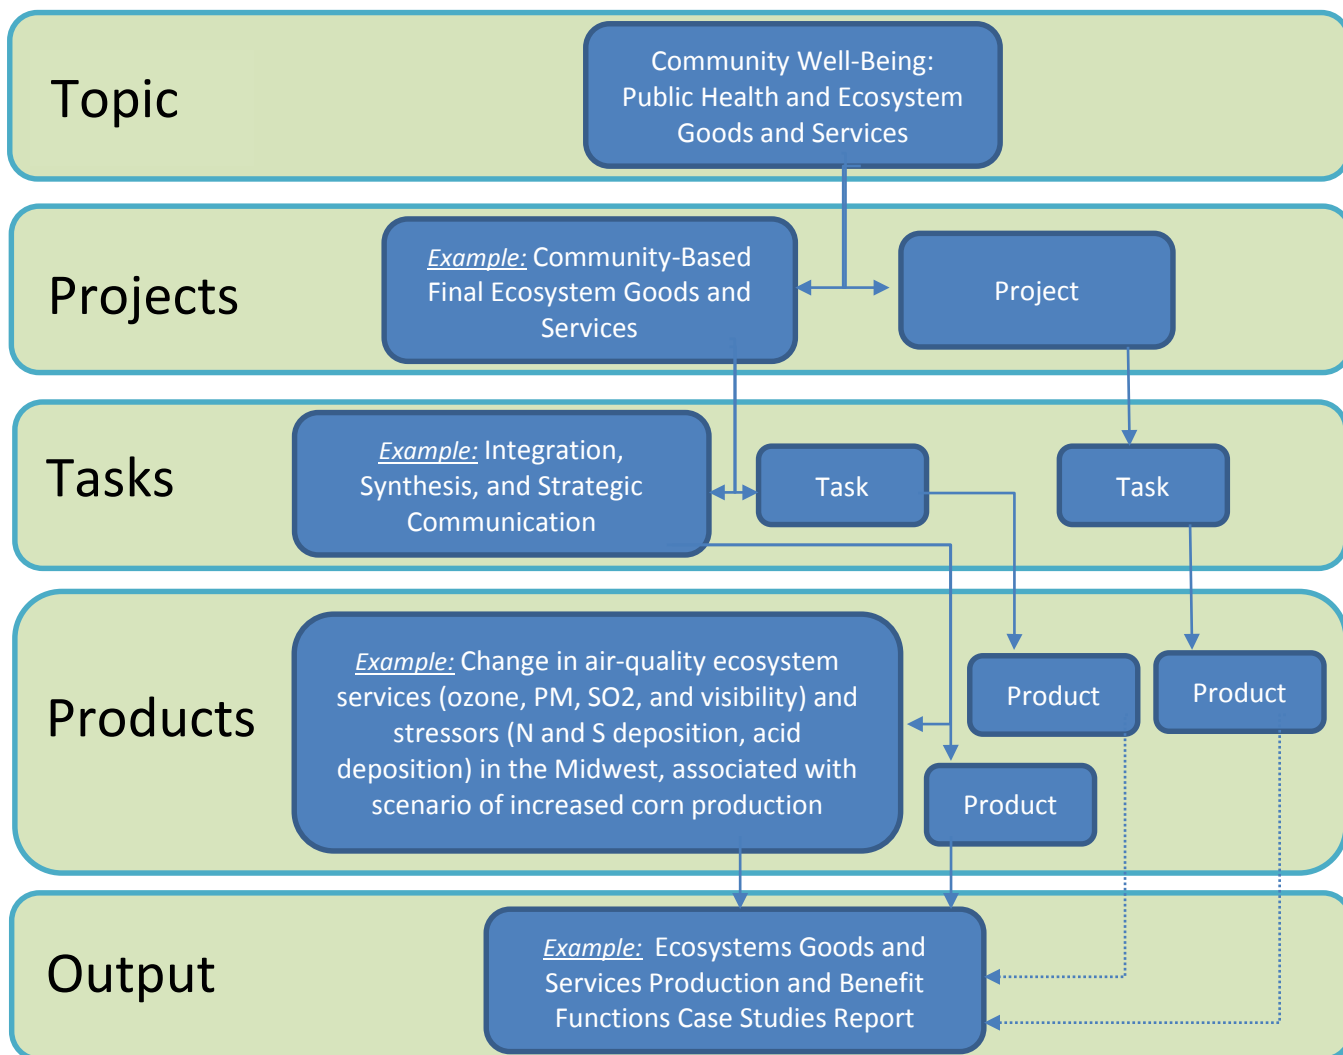 Topic
Community Well-Being:
Public Health and Ecosystem
Goods and Services
Projects
Example: Community-Based
Final Ecosystem Goods and
Services
Project
Tasks
Example: Integration,
Synthesis, and Strategic
Communication
Task
Task
Products
Example: Change in air-quality ecosystem
services (ozone, PM, SO2, and visibility) and
stressors (N and S deposition, acid
deposition) in the Midwest, associated with
scenario of increased corn production
Product
Product
Product
Output
Example: Ecosystems Goods and
Services Production and Benefit
Functions Case Studies Report